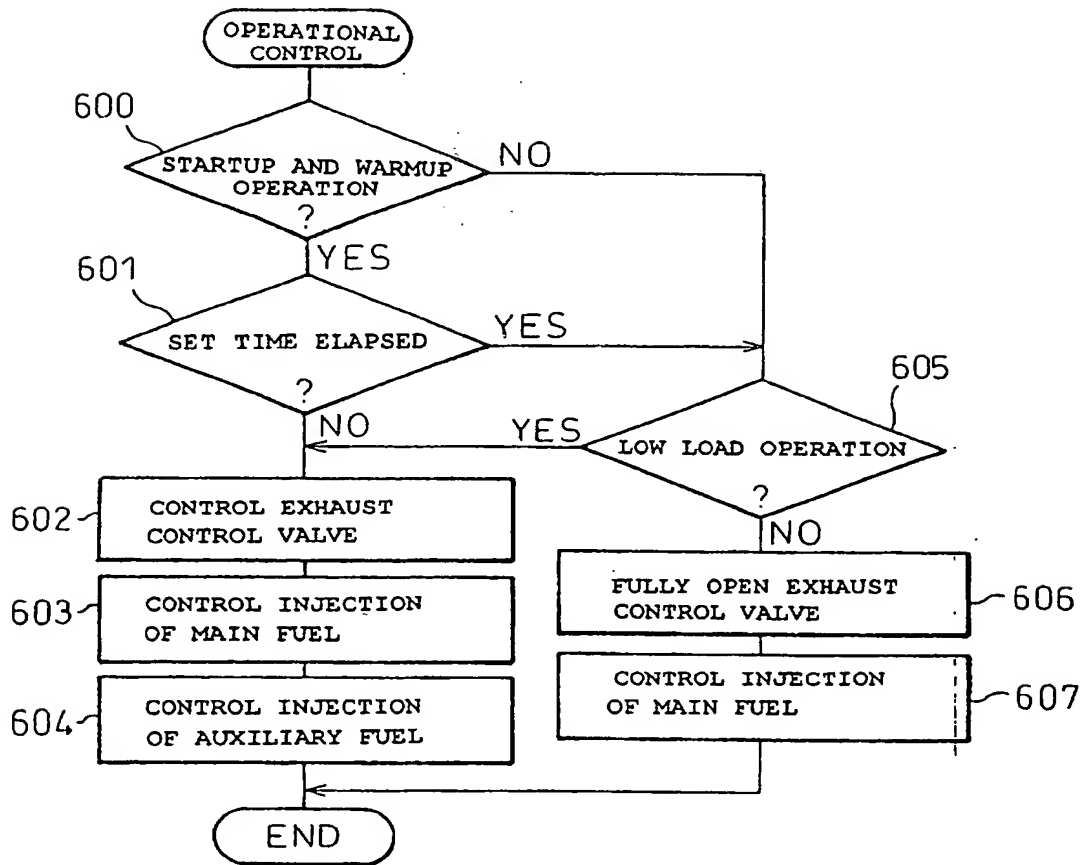 OPERATIONAL
CONTROL
600
STARTUP AND WARMUP
OPERATION
?
NO
YES
601
SET TIME ELAPSED
?
YES
NO
605
LOW LOAD OPERATION
?
YES
NO
602
CONTROL EXHAUST
CONTROL VALVE
603
CONTROL INJECTION
OF MAIN FUEL
604
CONTROL INJECTION
OF AUXILIARY FUEL
FULLY OPEN EXHAUST
CONTROL VALVE
606
CONTROL INJECTION
OF MAIN FUEL
607
END